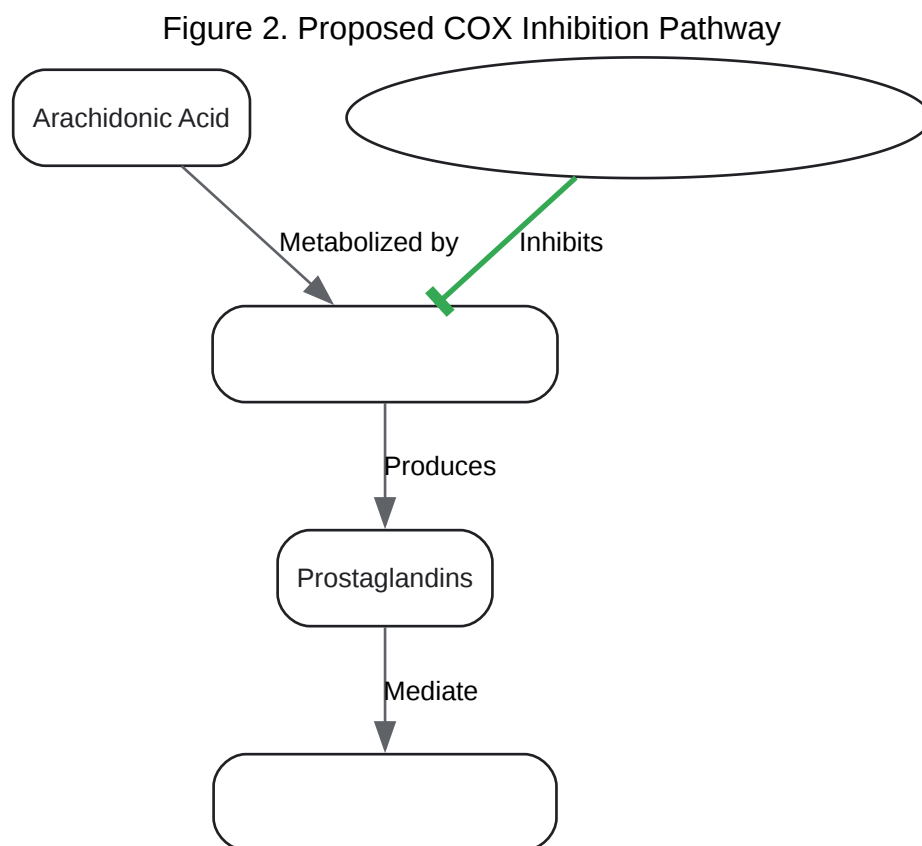 Figure 2. Proposed COX Inhibition Pathway
Arachidonic Acid
Metabolized by
Inhibits
Produces
Prostaglandins
Mediate